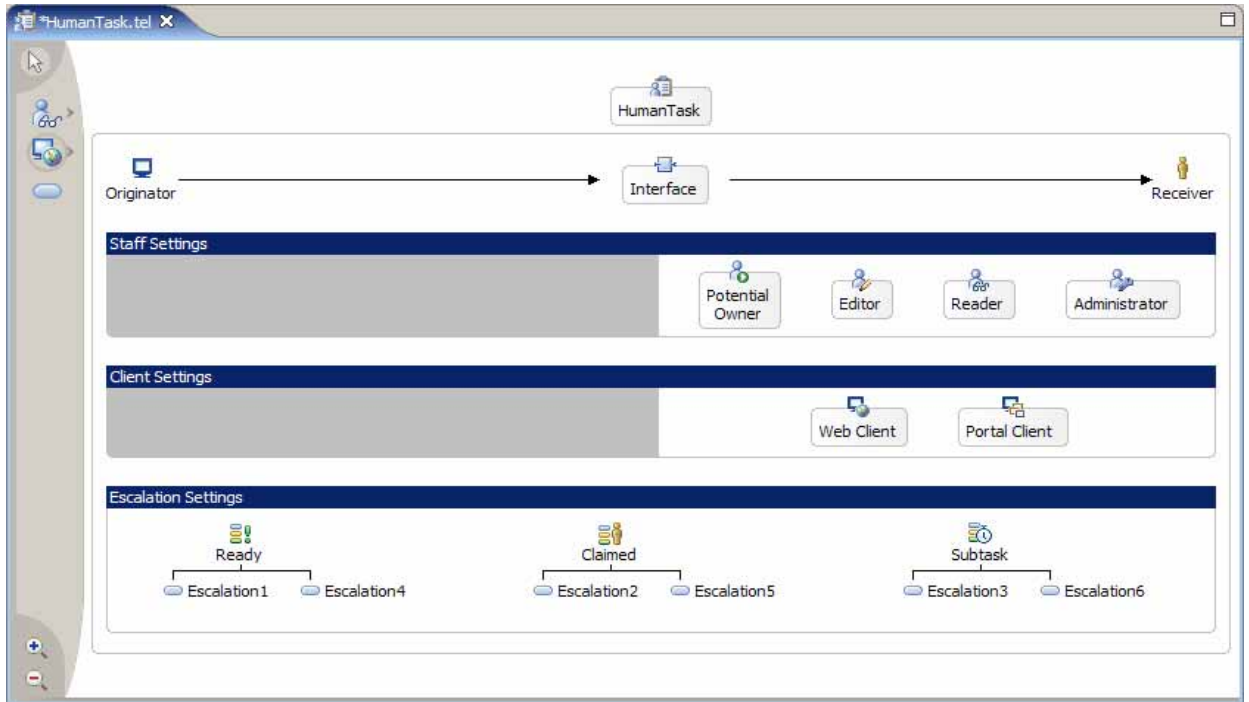 *HumanTask.tel
HumanTask
Originator
Interface
Receiver
Staff Settings
Potential
Owner
Editor
Reader
Administrator
Client Settings
Web Client
Portal Client
Escalation Settings
Ready
Claimed
Subtask
Escalation1
Escalation4
Escalation2
Escalation5
Escalation3
Escalation6